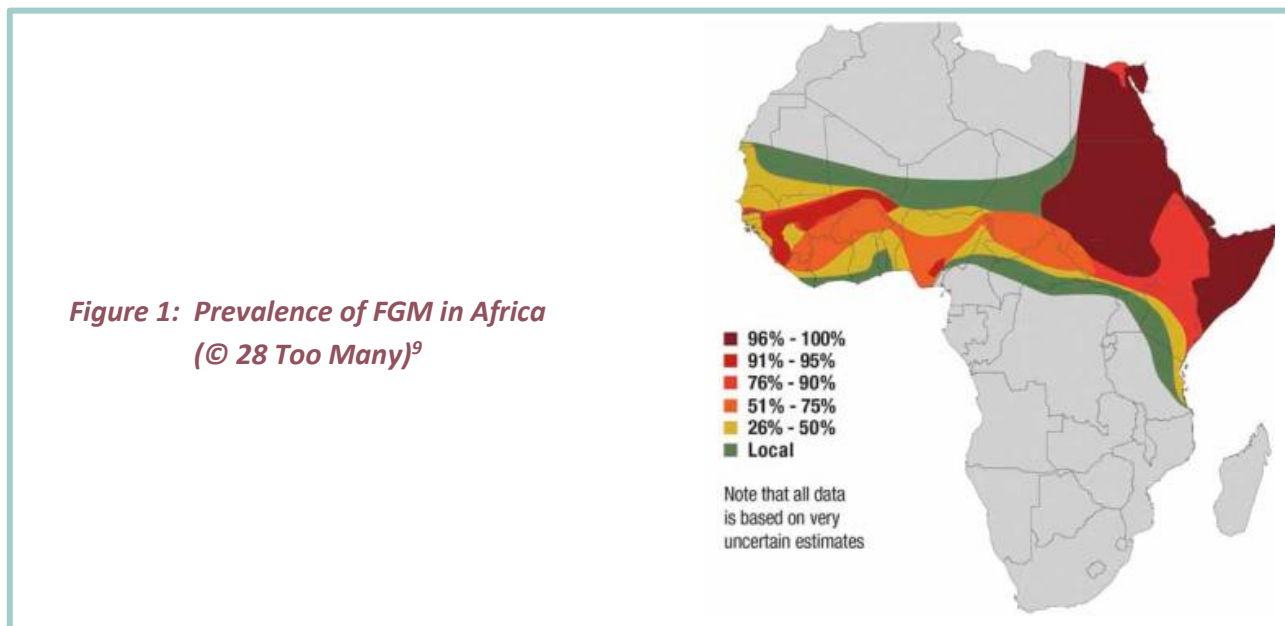 Figure 1: Prevalence of FGM in Africa
(© 28 Too Many)⁹
96% - 100%
91% - 95%
76% - 90%
51% - 75%
26% - 50%
Local
Note that all data
is based on very
uncertain estimates